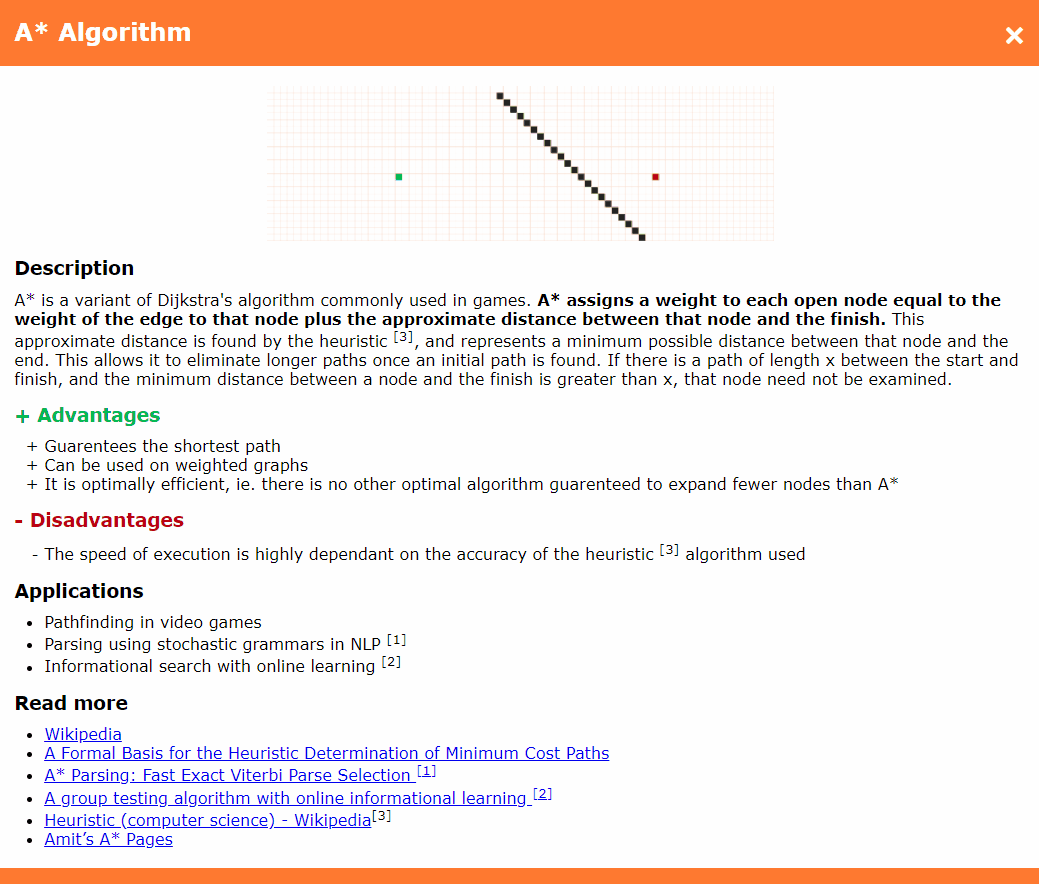 A* Algorithm
×
Description
A* is a variant of Dijkstra's algorithm commonly used in games. A* assigns a weight to each open node equal to the
weight of the edge to that node plus the approximate distance between that node and the finish. This
approximate distance is found by the heuristic [3], and represents a minimum possible distance between that node and the
end. This allows it to eliminate longer paths once an initial path is found. If there is a path of length x between the start and
finish, and the minimum distance between a node and the finish is greater than x, that node need not be examined.
+ Advantages
+ Guarentees the shortest path
+ Can be used on weighted graphs
+ It is optimally efficient, ie. there is no other optimal algorithm guarenteed to expand fewer nodes than A*
- Disadvantages
- The speed of execution is highly dependant on the accuracy of the heuristic [3] algorithm used
Applications
• Pathfinding in video games
• Parsing using stochastic grammars in NLP [1]
• Informational search with online learning [2]
Read more
• Wikipedia
• A Formal Basis for the Heuristic Determination of Minimum Cost Paths
• A* Parsing: Fast Exact Viterbi Parse Selection [1]
• A group testing algorithm with online informational learning [2]
• Heuristic (computer science) - Wikipedia[3]
• Amit’s A* Pages